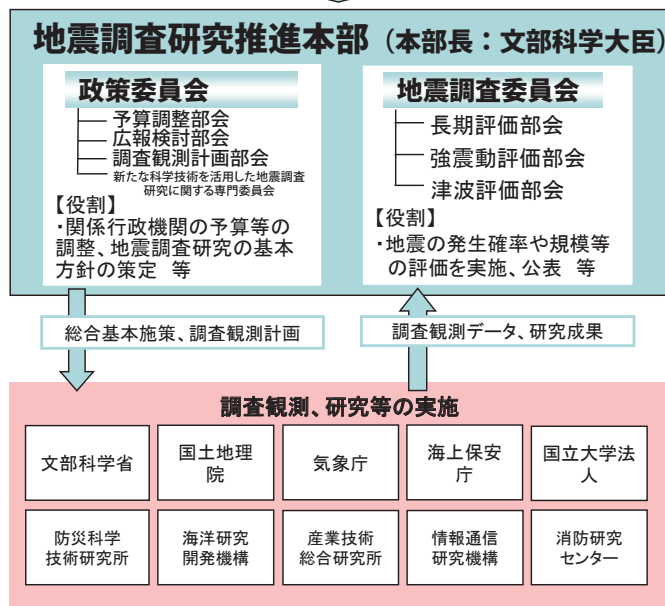 地震調査研究推進本部（本部長：文部科学大臣）
政策委員会
予算調整部会
広報検討部会
調査観測計画部会
新たな科学技術を活用した地震調査
研究に関する専門委員会
【役割】
・関係行政機関の予算等の
調整、地震調査研究の基本
方針の策定 等
地震調査委員会
長期評価部会
強震動評価部会
津波評価部会
【役割】
・地震の発生確率や規模等
の評価を実施、公表 等
総合基本施策、調査観測計画
調査観測データ、研究成果
調査観測、研究等の実施
文部科学省
国土地理
院
気象庁
海上保安
庁
国立大学法
人
防災科学
技術研究所
海洋研究
開発機構
産業技術
総合研究所
情報通信
研究機構
消防研究
センター